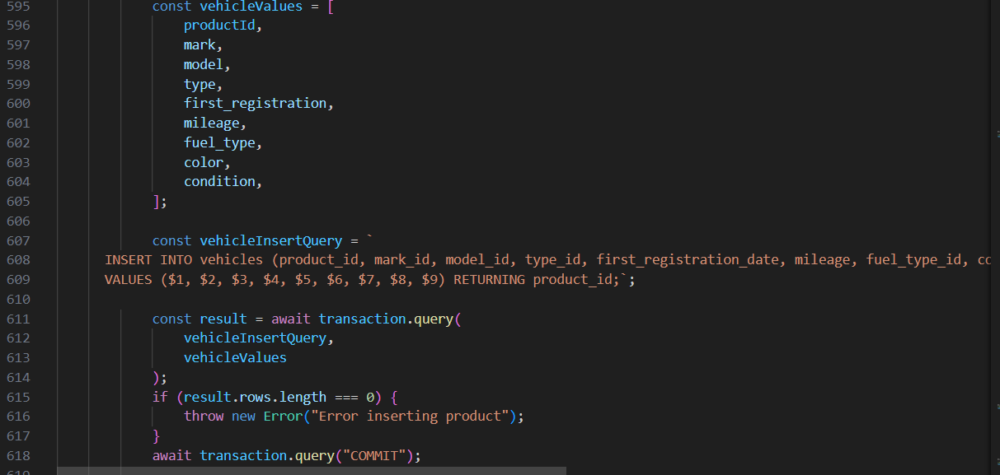 595 const vehicleValues = [
596 productId,
597 mark,
598 model,
599 type,
600 first_registration,
601 mileage,
602 fuel_type,
603 color,
604 condition,
605 ];
606
607 const vehicleInsertQuery = `
608 INSERT INTO vehicles (product_id, mark_id, model_id, type_id, first_registration_date, mileage, fuel_type_id, co
609 VALUES ($1, $2, $3, $4, $5, $6, $7, $8, $9) RETURNING product_id;`;
610
611 const result = await transaction.query(
612 vehicleInsertQuery,
613 vehicleValues
614 );
615 if (result.rows.length === 0) {
616 throw new Error("Error inserting product");
617 }
618 await transaction.query("COMMIT");
619